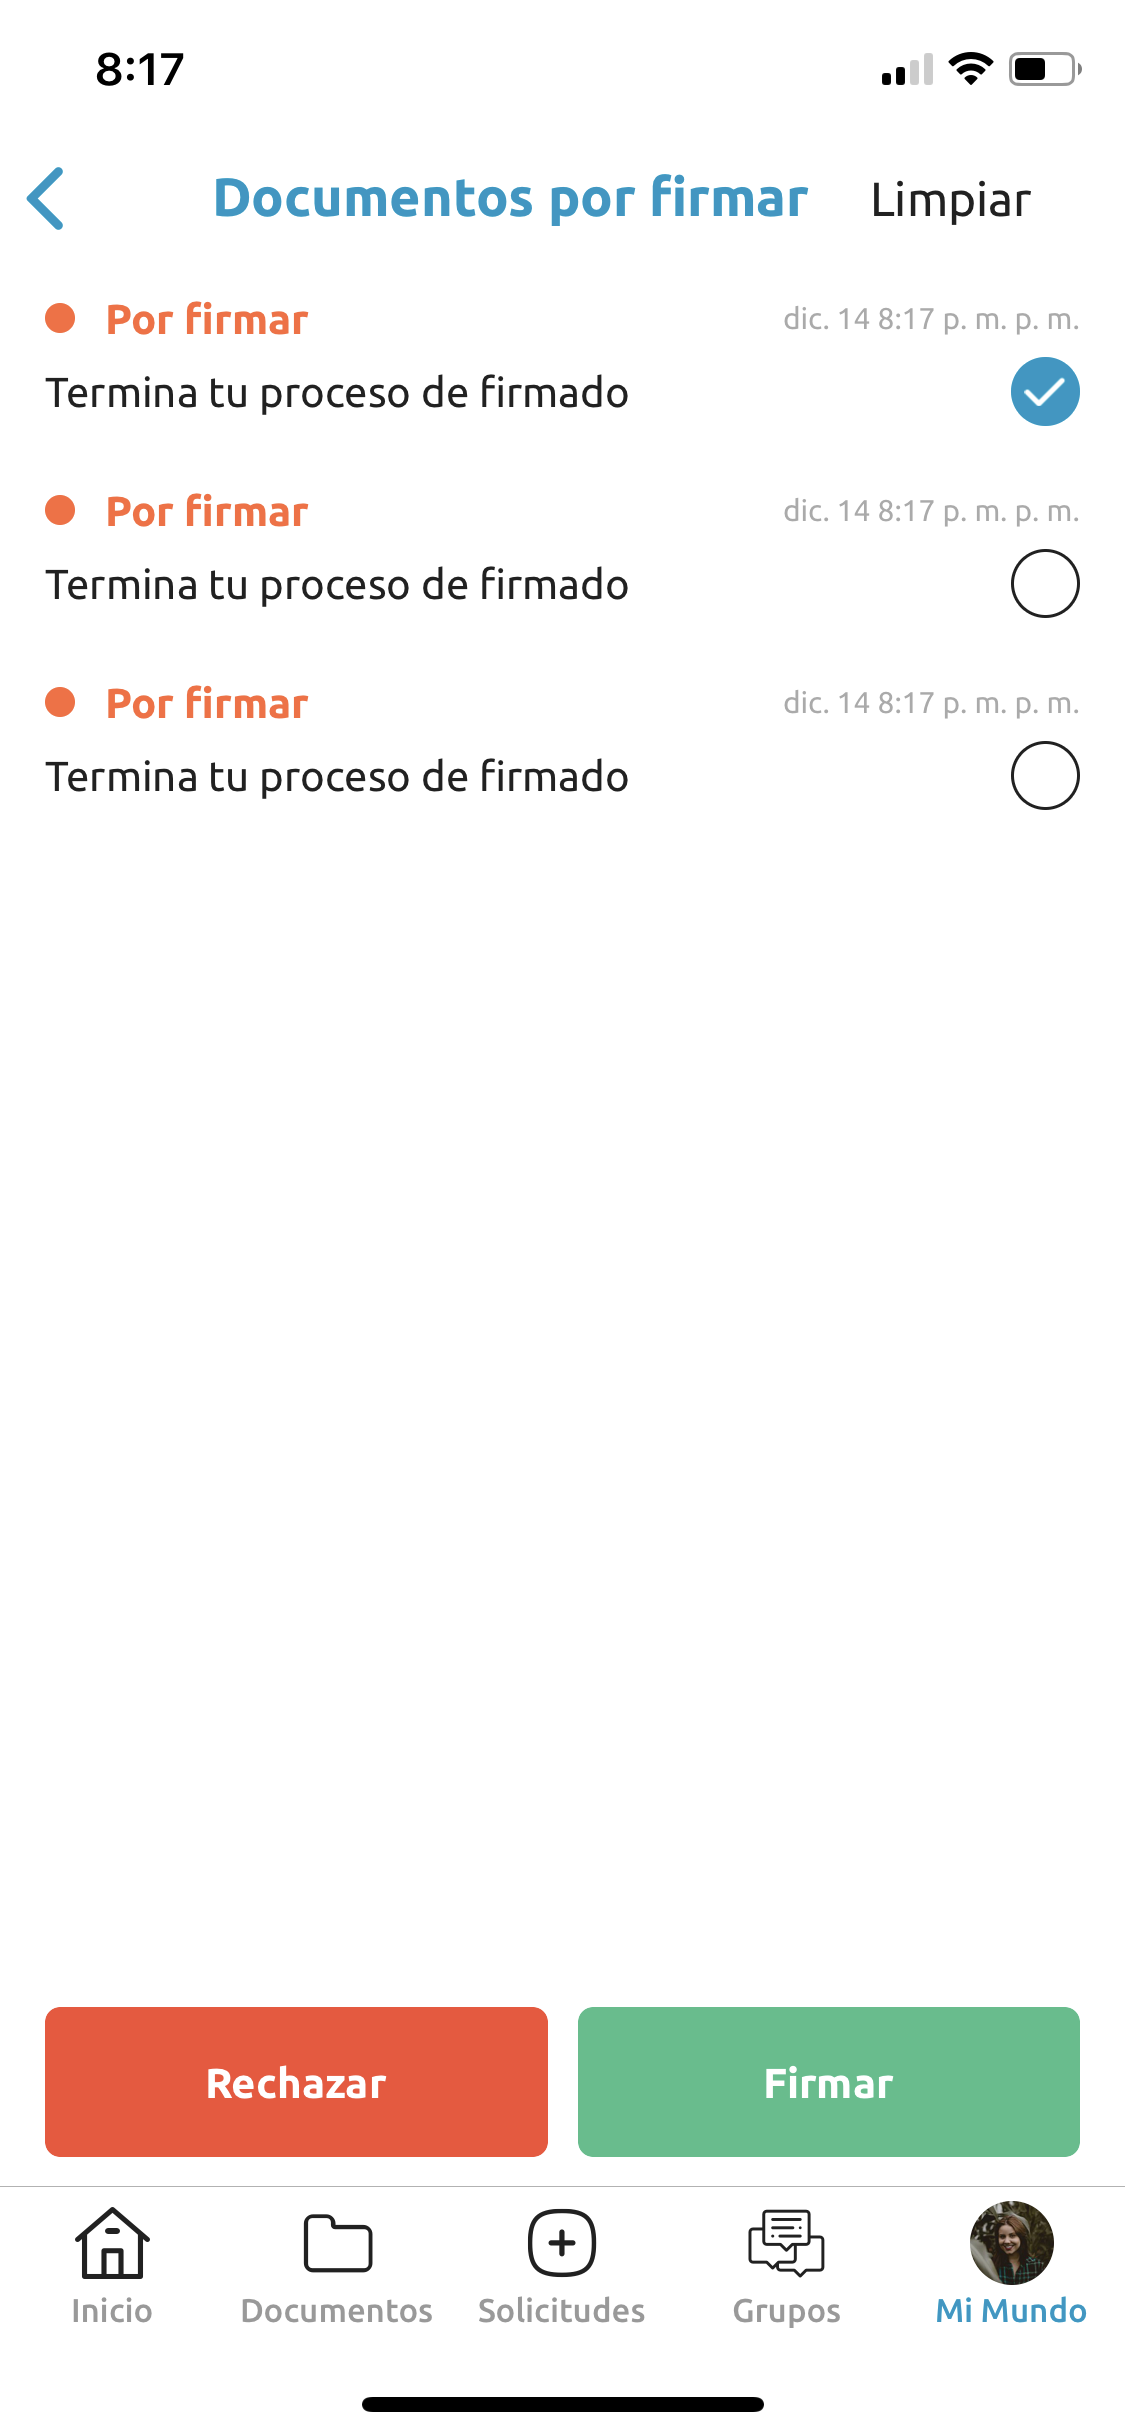 8:17
Documentos por firmar
Limpiar
Por firmar
dic. 14 8:17 p. m. p. m.
Termina tu proceso de firmado
Por firmar
dic. 14 8:17 p. m. p. m.
Termina tu proceso de firmado
Por firmar
dic. 14 8:17 p. m. p. m.
Termina tu proceso de firmado
Rechazar
Firmar
Inicio
Documentos
Solicitudes
Grupos
Mi Mundo